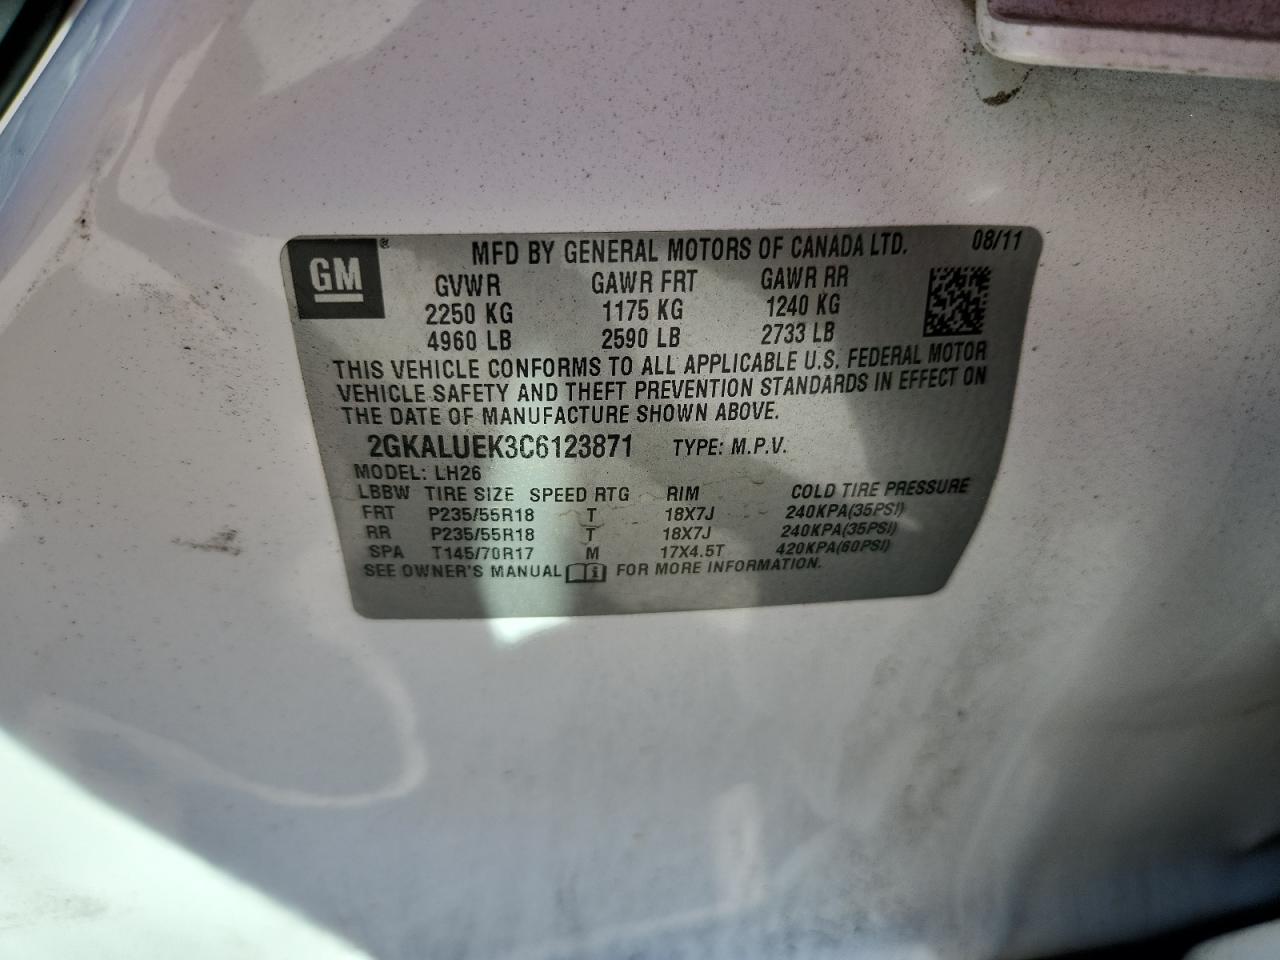 GM ® MFD BY GENERAL MOTORS OF CANADA LTD. 08/11
GVWR GAWR FRT GAWR RR
2250 KG 1175 KG 1240 KG
4960 LB 2590 LB 2733 LB
THIS VEHICLE CONFORMS TO ALL APPLICABLE U.S. FEDERAL MOTOR
VEHICLE SAFETY AND THEFT PREVENTION STANDARDS IN EFFECT ON
THE DATE OF MANUFACTURE SHOWN ABOVE.
2GKALUEK3C6123871 TYPE: M.P.V.
MODEL: LH26
LBBW TIRE SIZE SPEED RTG RIM COLD TIRE PRESSURE
FRT P235/55R18 T 18X7J 240KPA(35PSI)
RR P235/55R18 T 18X7J 240KPA(35PSI)
SPA T145/70R17 M 17X4.5T 420KPA(60PSI)
SEE OWNER'S MANUAL FOR MORE INFORMATION.